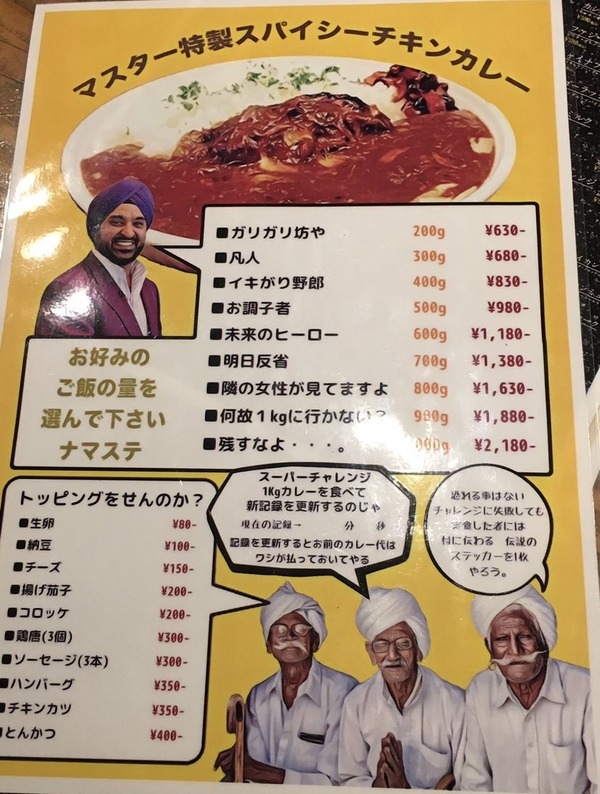 マスター特製スパイシーチキンカレー
■ガリガリ坊や 200g ¥630-
■凡人 300g ¥680-
■イキがり野郎 400g ¥830-
■お調子者 500g ¥980-
■未来のヒーロー 600g ¥1,180-
■明日反省 700g ¥1,380-
■隣の女性が見てますよ 800g ¥1,630-
■何故1kgに行かない? 980g ¥1,880-
■残すなよ・・・。 000g ¥2,180-
お好みの
ご飯の量を
選んで下さい
ナマステ
トッピングをせんのか?
■生卵 ¥80-
■納豆 ¥100-
■チーズ ¥150-
■揚げ茄子 ¥200-
■コロッケ ¥200-
■鶏唐(3個) ¥300-
■ソーセージ(3本) ¥300-
■ハンバーグ ¥350-
■チキンカツ ¥350-
■とんかつ ¥400-
スーパーチャレンジ
1Kgカレーを食べて
新記録を更新するのじゃ
現在の記録→ 分 秒
記録を更新するとお前のカレー代は
ワシが払っておいてやる
恐れる事はない
チャレンジに失敗しても
完食した者には
村に伝わる 伝説の
ステッカーを1枚
やろう。